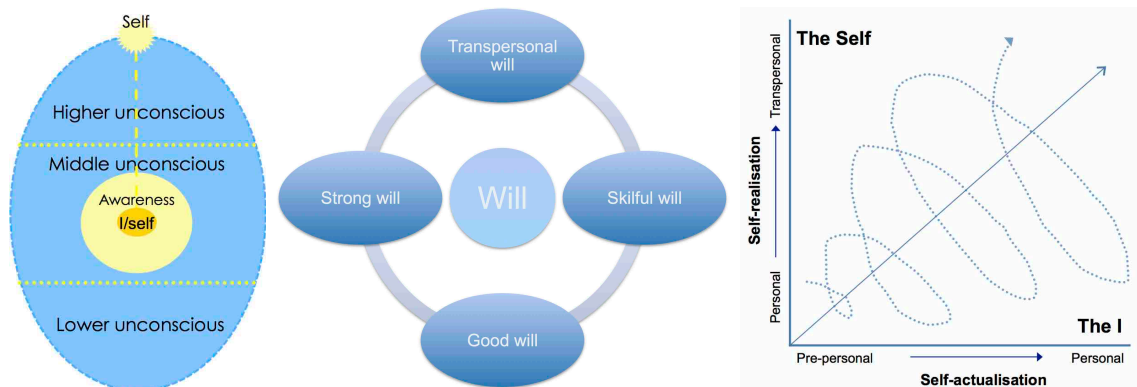 Self
Higher unconscious
Middle unconscious
Awareness
I/self
Lower unconscious
Transpersonal
will
Strong will
Will
Skilful will
Good will
The Self
Transpersonal
Self-realisation
Personal
The I
Pre-personal
Personal
Self-actualisation